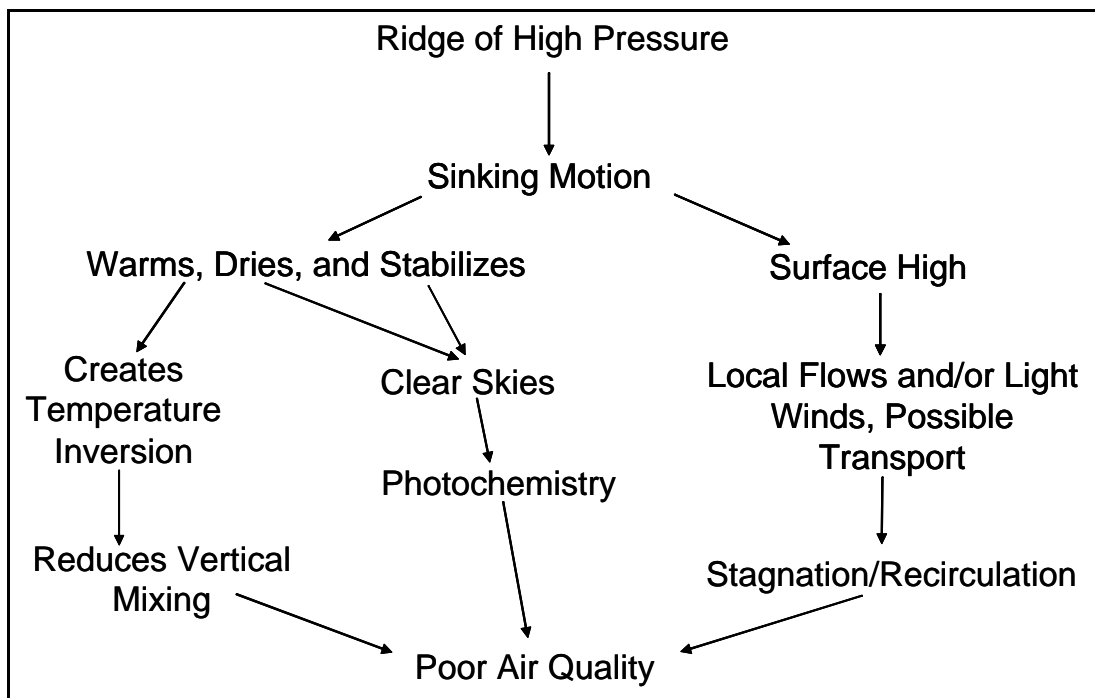 Ridge of High Pressure
Sinking Motion
Warms, Dries, and Stabilizes
Surface High
Creates
Temperature
Inversion
Clear Skies
Local Flows and/or Light
Winds, Possible
Transport
Photochemistry
Reduces Vertical
Mixing
Stagnation/Recirculation
Poor Air Quality